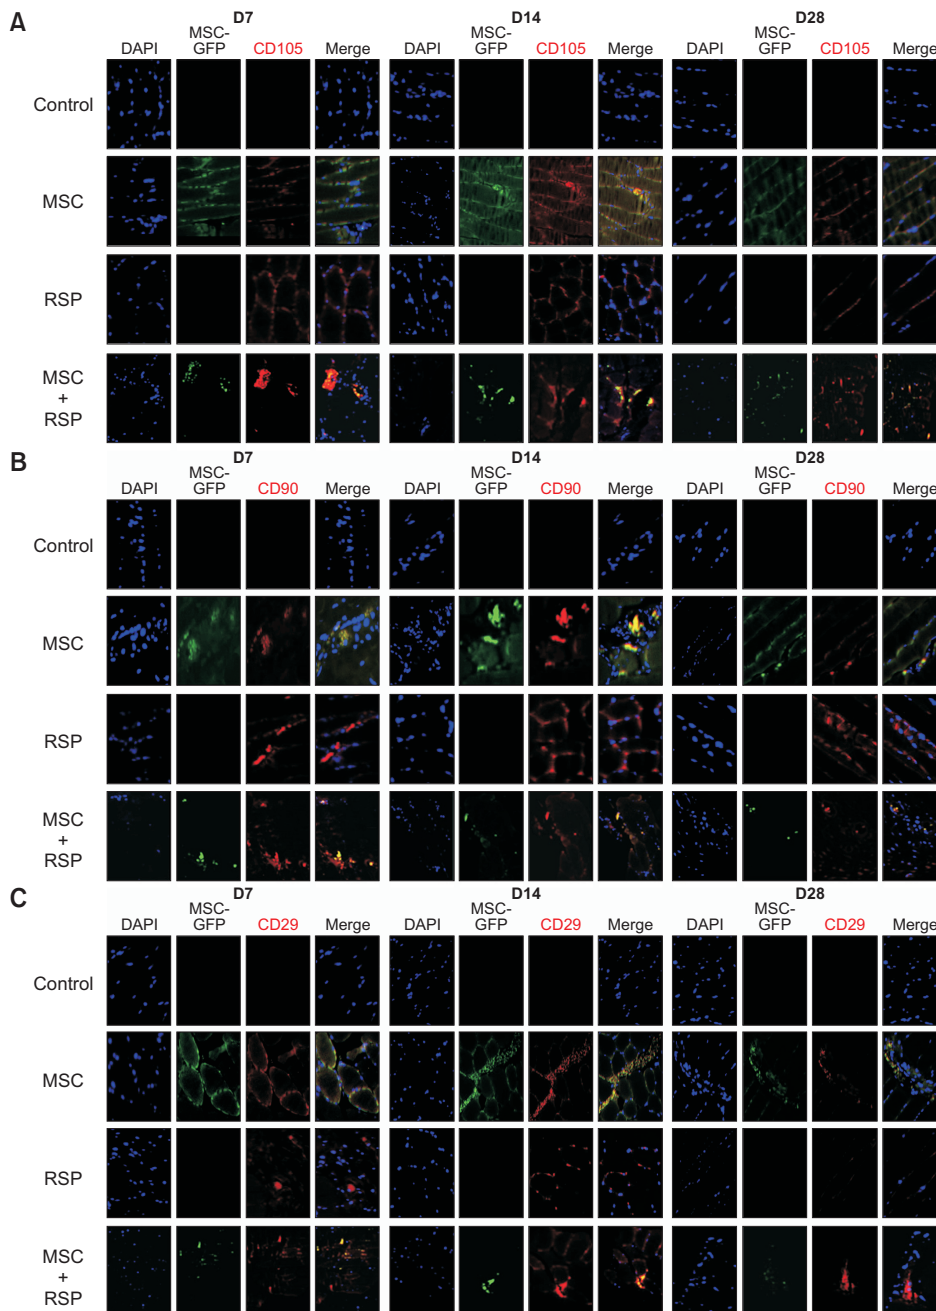 A
D7 D14 D28
DAPI MSC-GFP CD105 Merge DAPI MSC-GFP CD105 Merge DAPI MSC-GFP CD105 Merge
Control
MSC
RSP
MSC
+
RSP
B
D7 D14 D28
DAPI MSC-GFP CD90 Merge DAPI MSC-GFP CD90 Merge DAPI MSC-GFP CD90 Merge
Control
MSC
RSP
MSC
+
RSP
C
D7 D14 D28
DAPI MSC-GFP CD29 Merge DAPI MSC-GFP CD29 Merge DAPI MSC-GFP CD29 Merge
Control
MSC
RSP
MSC
+
RSP